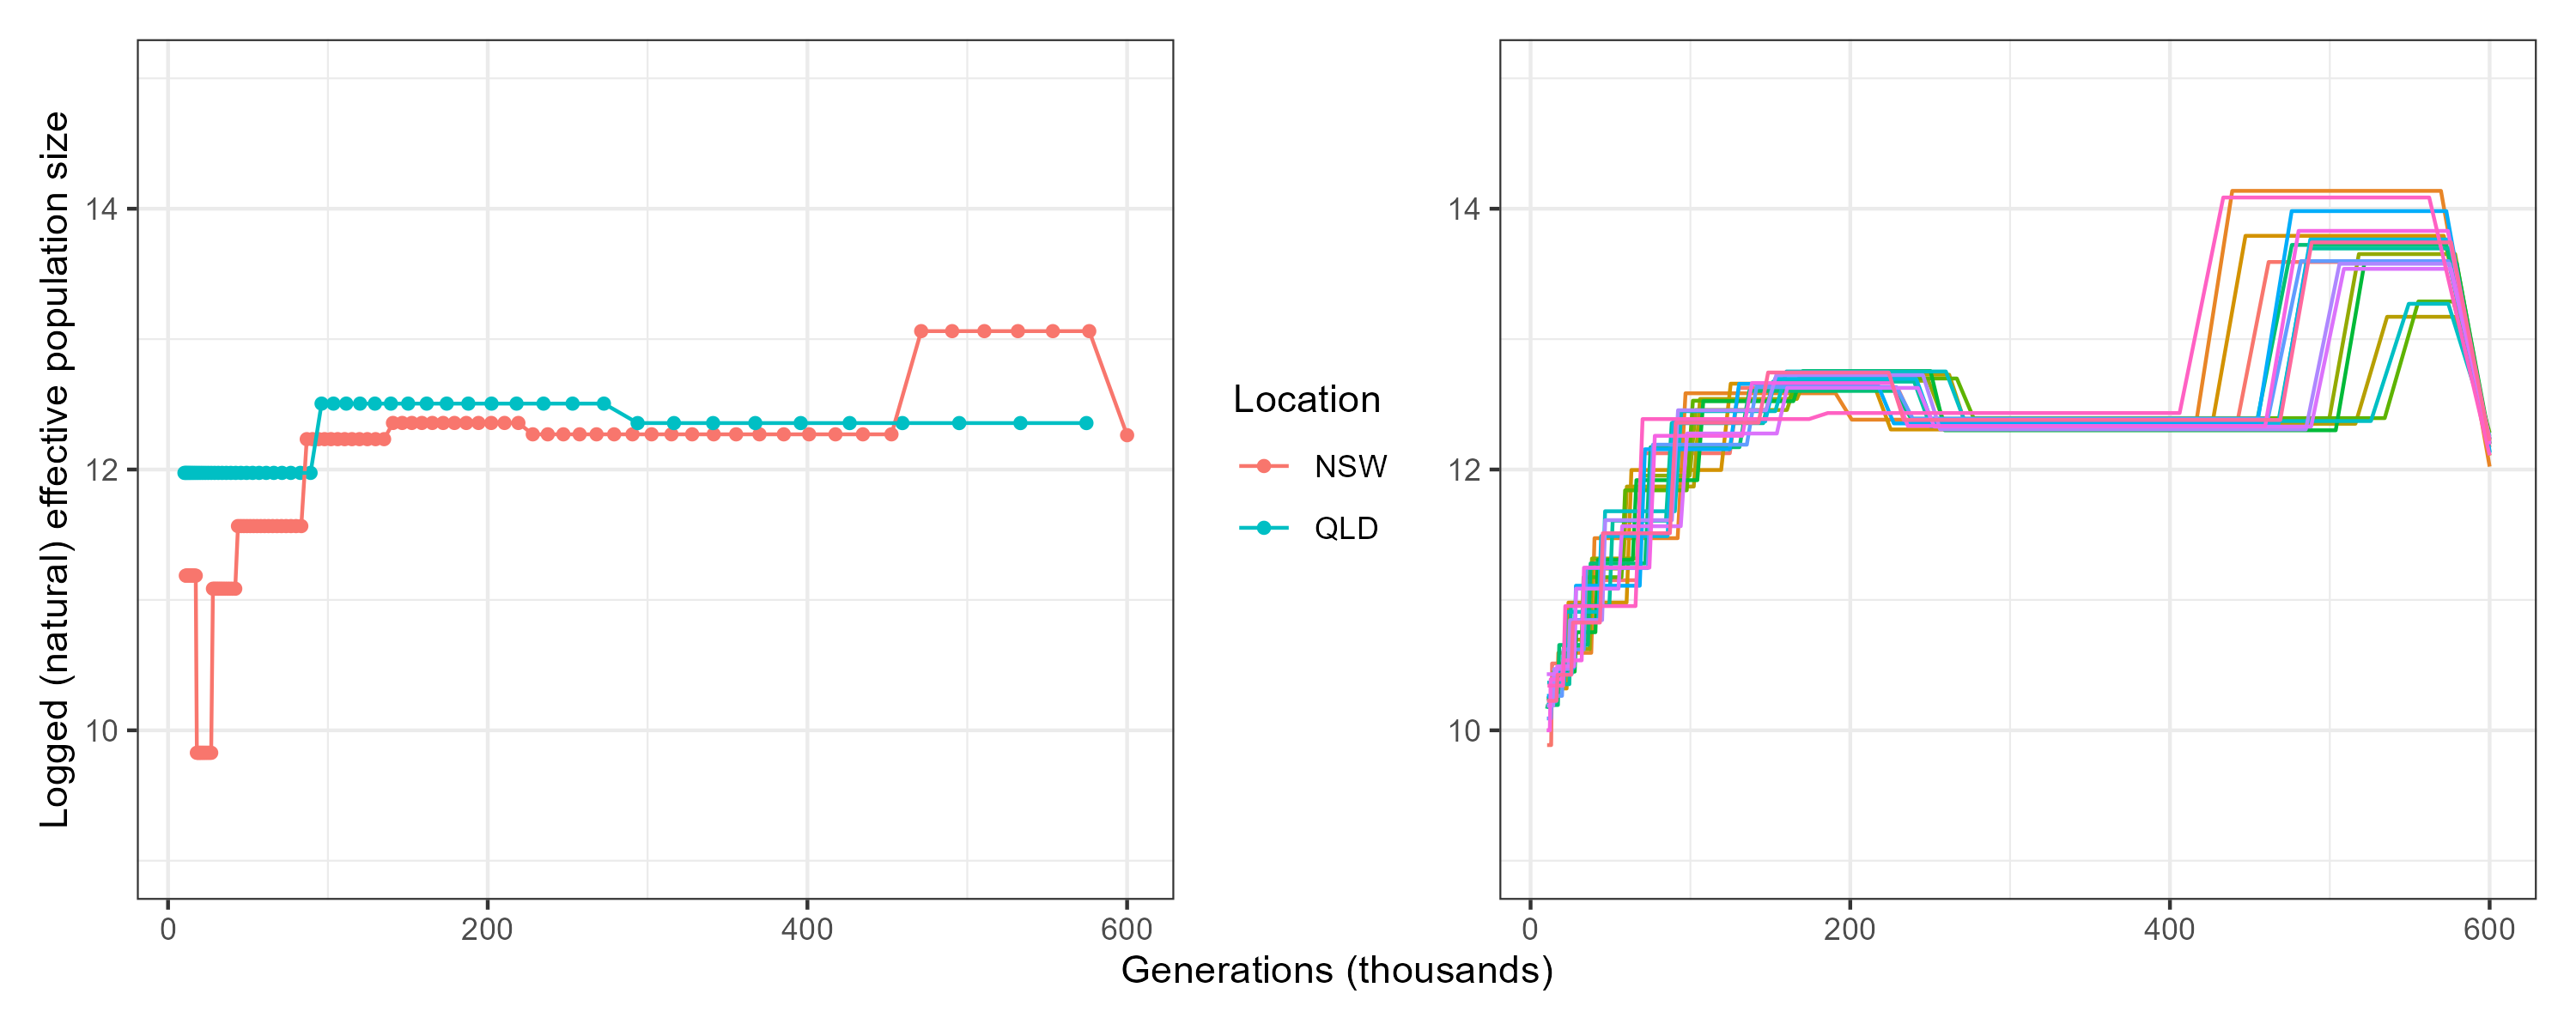 Logged (natural) effective population size
14
12
10
0
200
400
600
Location
NSW
QLD
14
12
10
0
200
400
600
Generations (thousands)